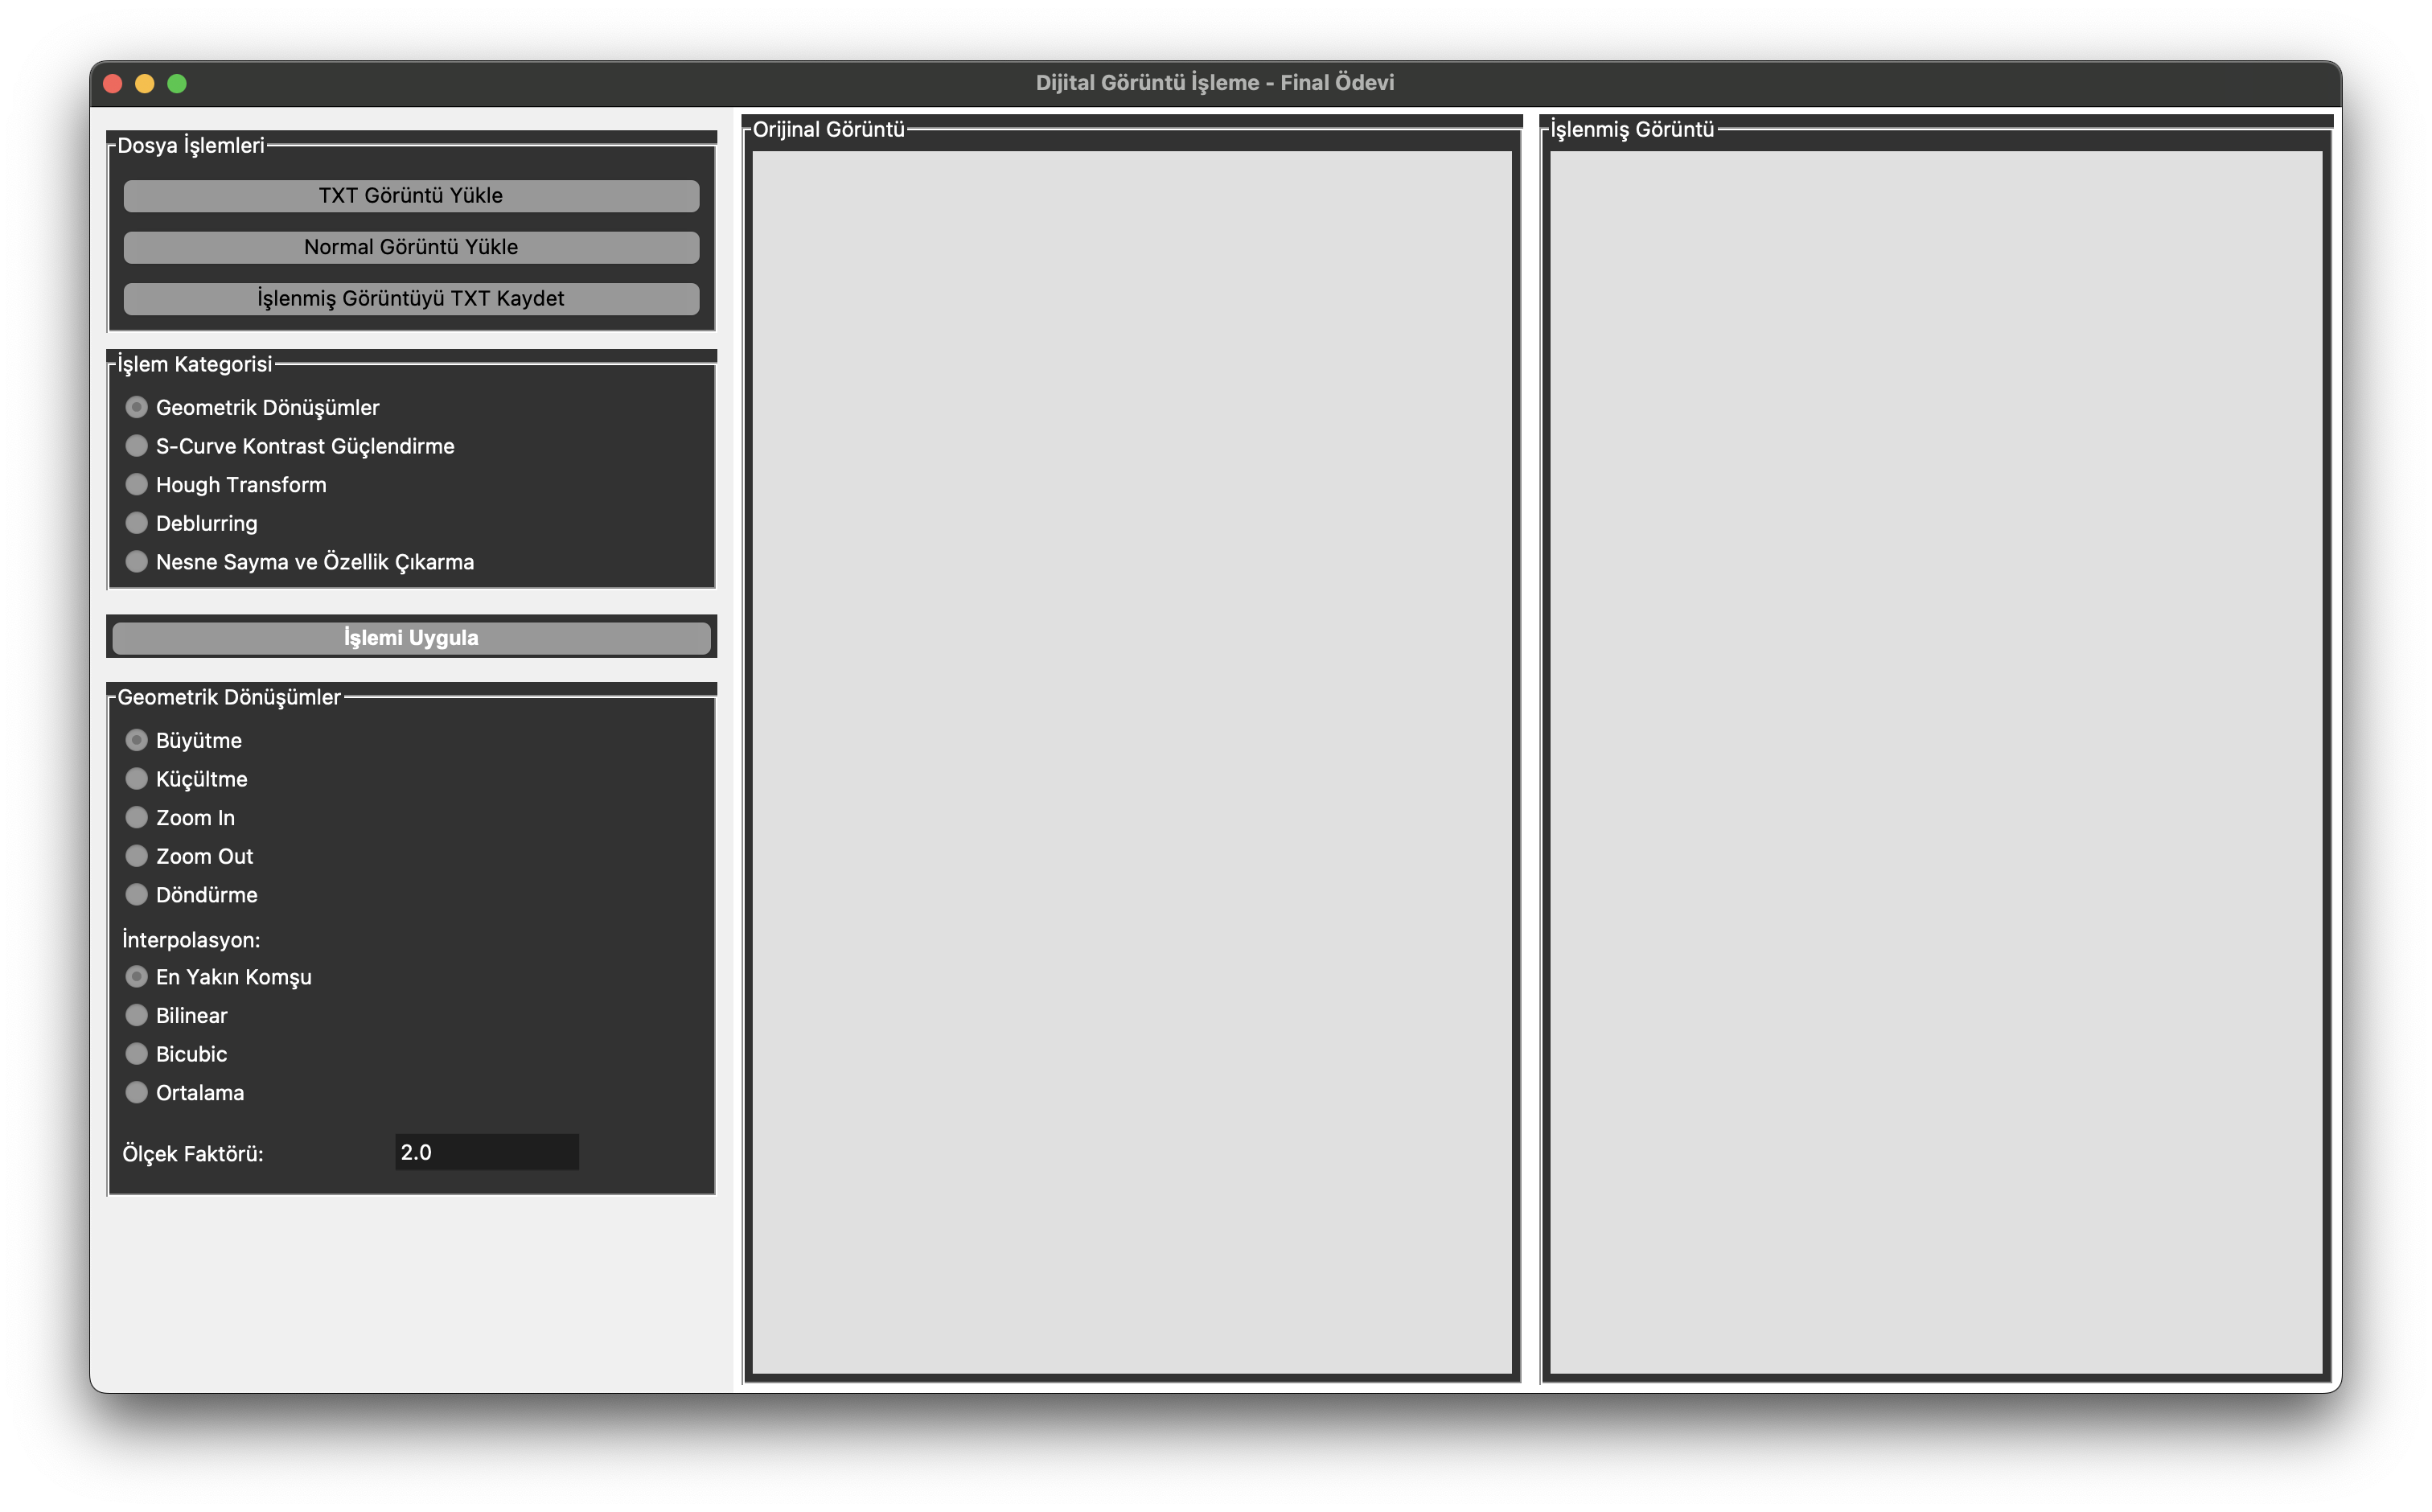 Dijital Görüntü İşleme - Final Ödevi
Dosya İşlemleri
TXT Görüntü Yükle
Normal Görüntü Yükle
İşlenmiş Görüntüyü TXT Kaydet
İşlem Kategorisi
Geometrik Dönüşümler
S-Curve Kontrast Güçlendirme
Hough Transform
Deblurring
Nesne Sayma ve Özellik Çıkarma
İşlemi Uygula
Geometrik Dönüşümler
Büyütme
Küçültme
Zoom In
Zoom Out
Döndürme
İnterpolasyon:
En Yakın Komşu
Bilinear
Bicubic
Ortalama
Ölçek Faktörü: 2.0
Orijinal Görüntü
İşlenmiş Görüntü